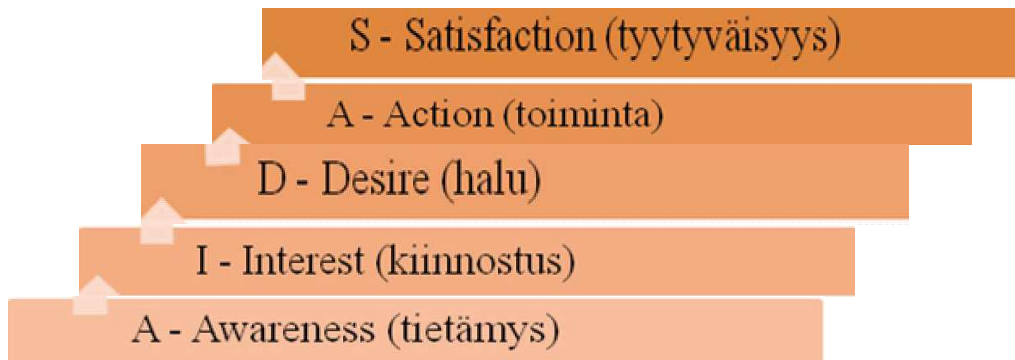 S - Satisfaction (tyytyväisyys)
A - Action (toiminta)
D - Desire (halu)
I - Interest (kiinnostus)
A - Awareness (tietämys)